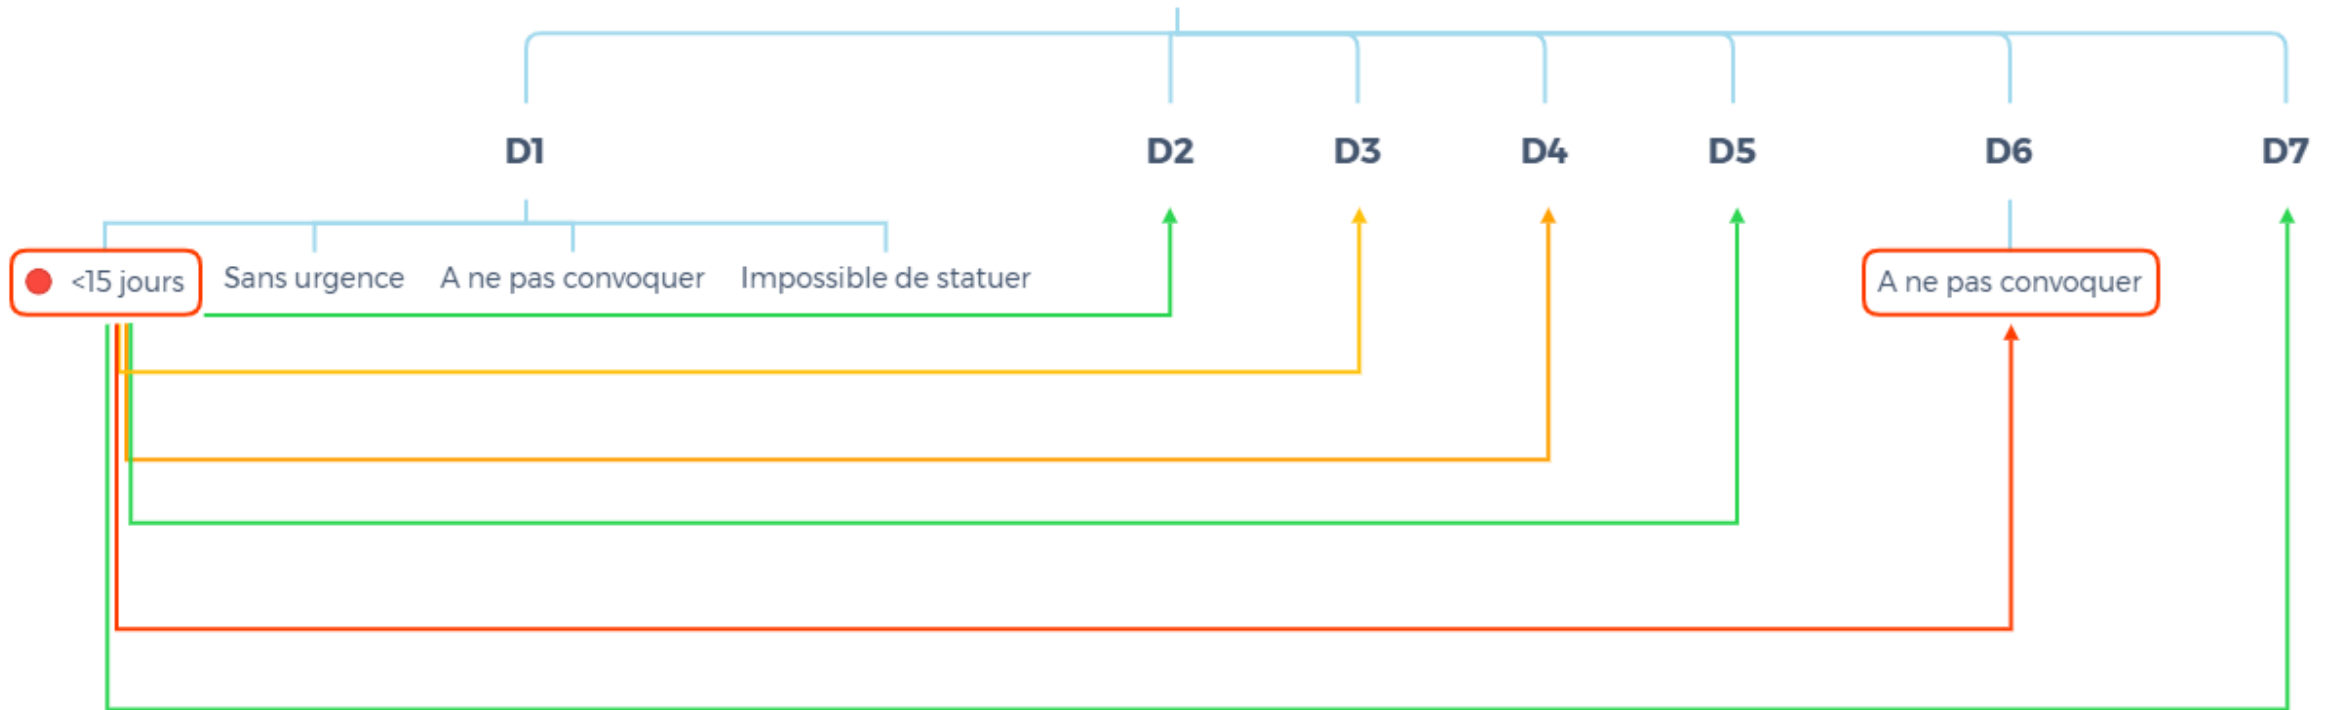 D1 D2 D3 D4 D5 D6 D7
<15 jours Sans urgence A ne pas convoquer Impossible de statuer A ne pas convoquer